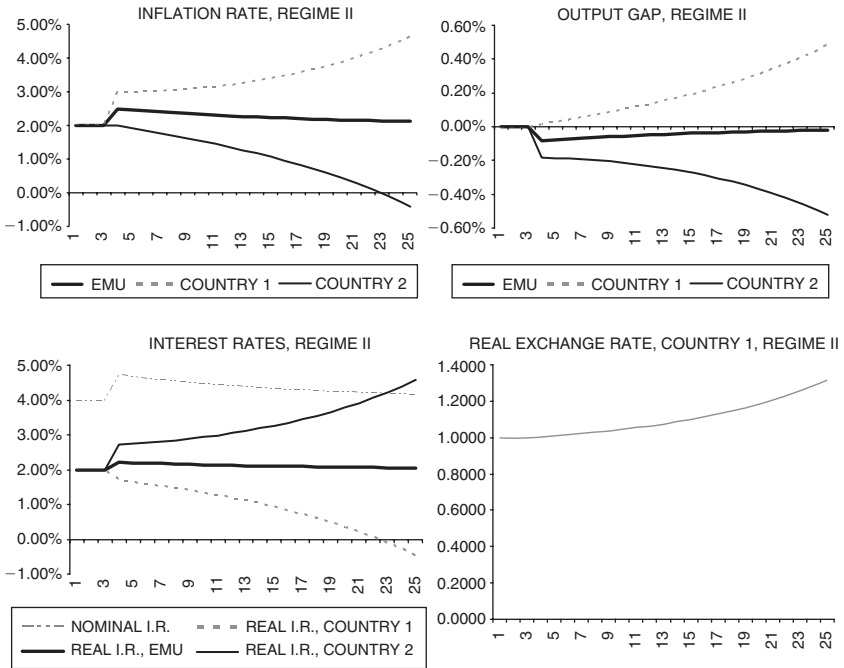 INFLATION RATE, REGIME II
5.00%
4.00%
3.00%
2.00%
1.00%
0.00%
−1.00%
1 3 5 7 9 11 13 15 17 19 21 23 25
EMU COUNTRY 1 COUNTRY 2
OUTPUT GAP, REGIME II
0.60%
0.40%
0.20%
0.00%
−0.20%
−0.40%
−0.60%
1 3 5 7 9 11 13 15 17 19 21 23 25
EMU COUNTRY 1 COUNTRY 2
INTEREST RATES, REGIME II
5.00%
4.00%
3.00%
2.00%
1.00%
0.00%
−1.00%
1 3 5 7 9 11 13 15 17 19 21 23 25
NOMINAL I.R. REAL I.R., COUNTRY 1
REAL I.R., EMU REAL I.R., COUNTRY 2
REAL EXCHANGE RATE, COUNTRY 1, REGIME II
1.4000
1.2000
1.0000
0.8000
0.6000
0.4000
0.2000
0.0000
1 3 5 7 9 11 13 15 17 19 21 23 25